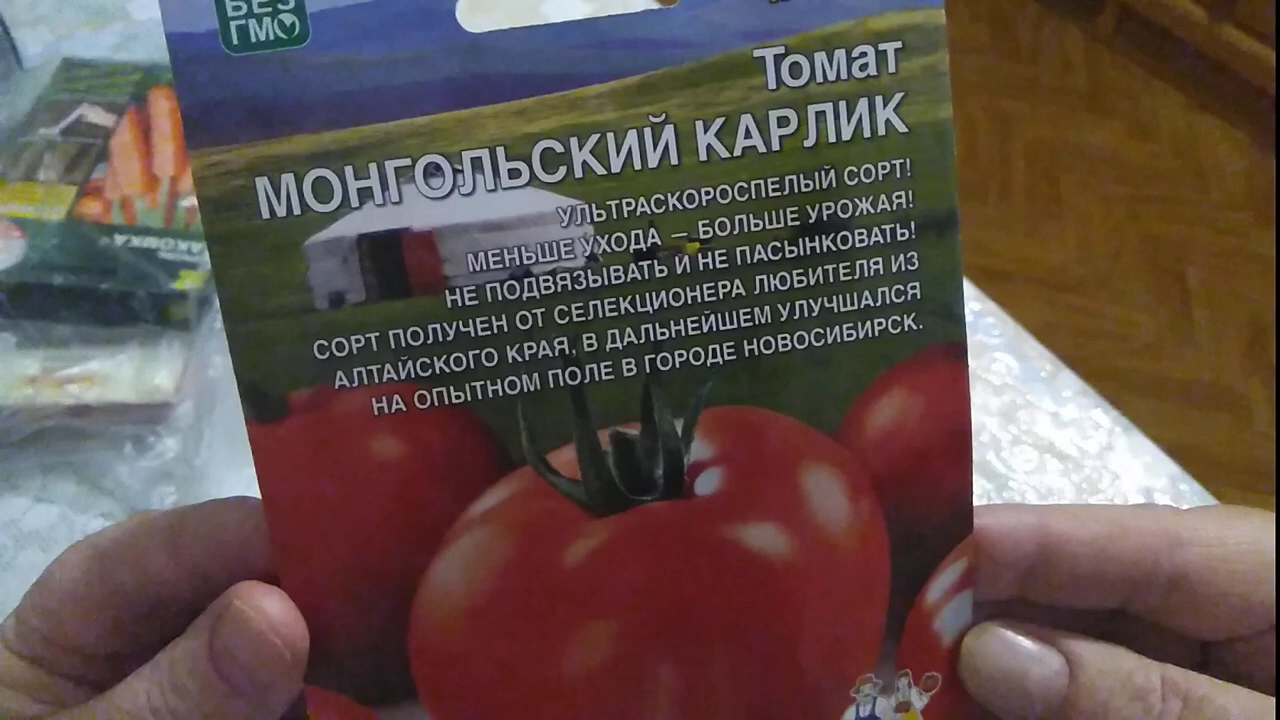 БЕЗ
ГМО
Томат
МОНГОЛЬСКИЙ КАРЛИК
УЛЬТРАСКОРОСПЕЛЫЙ СОРТ!
МЕНЬШЕ УХОДА – БОЛЬШЕ УРОЖАЯ!
НЕ ПОДВЯЗЫВАТЬ И НЕ ПАСЫНКОВАТЬ!
СОРТ ПОЛУЧЕН ОТ СЕЛЕКЦИОНЕРА ЛЮБИТЕЛЯ ИЗ
АЛТАЙСКОГО КРАЯ, В ДАЛЬНЕЙШЕМ УЛУЧШАЛСЯ
НА ОПЫТНОМ ПОЛЕ В ГОРОДЕ НОВОСИБИРСК.